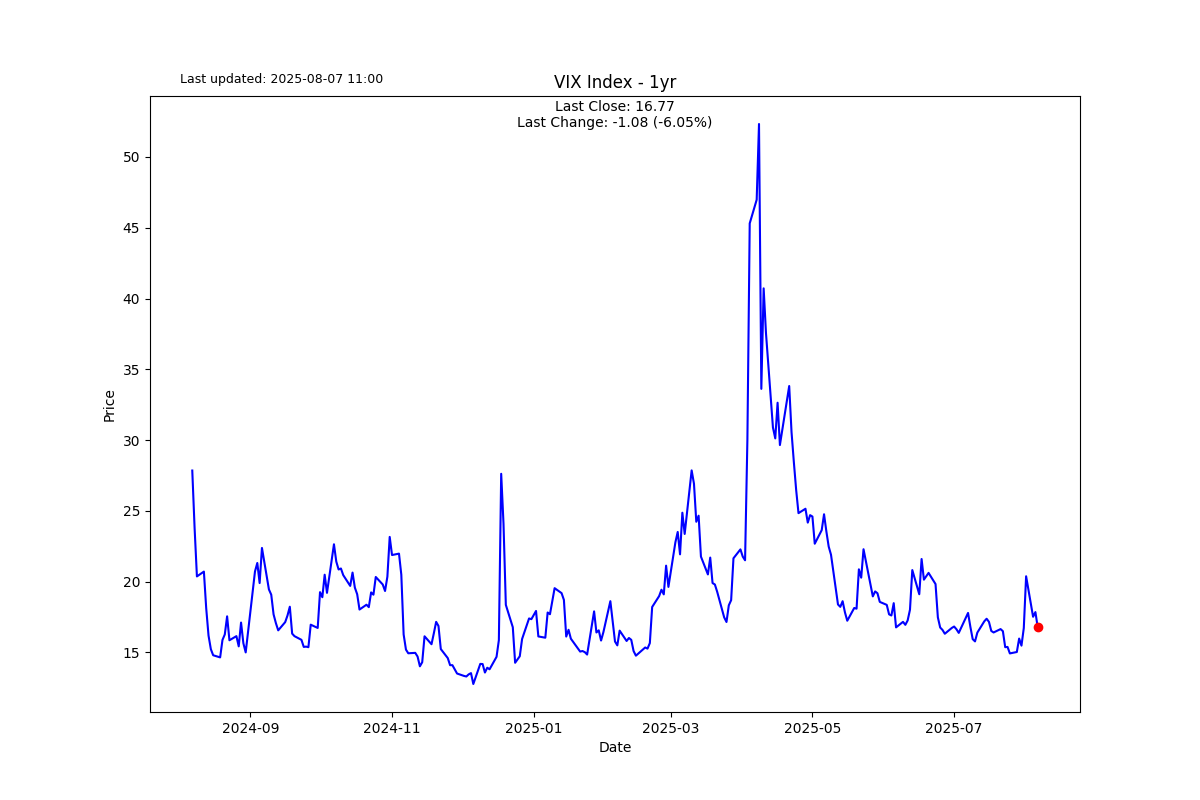 Last updated: 2025-08-07 11:00
VIX Index - 1yr
Last Close: 16.77
Last Change: -1.08 (-6.05%)
Price
50
45
40
35
30
25
20
15
2024-09
2024-11
2025-01
2025-03
2025-05
2025-07
Date